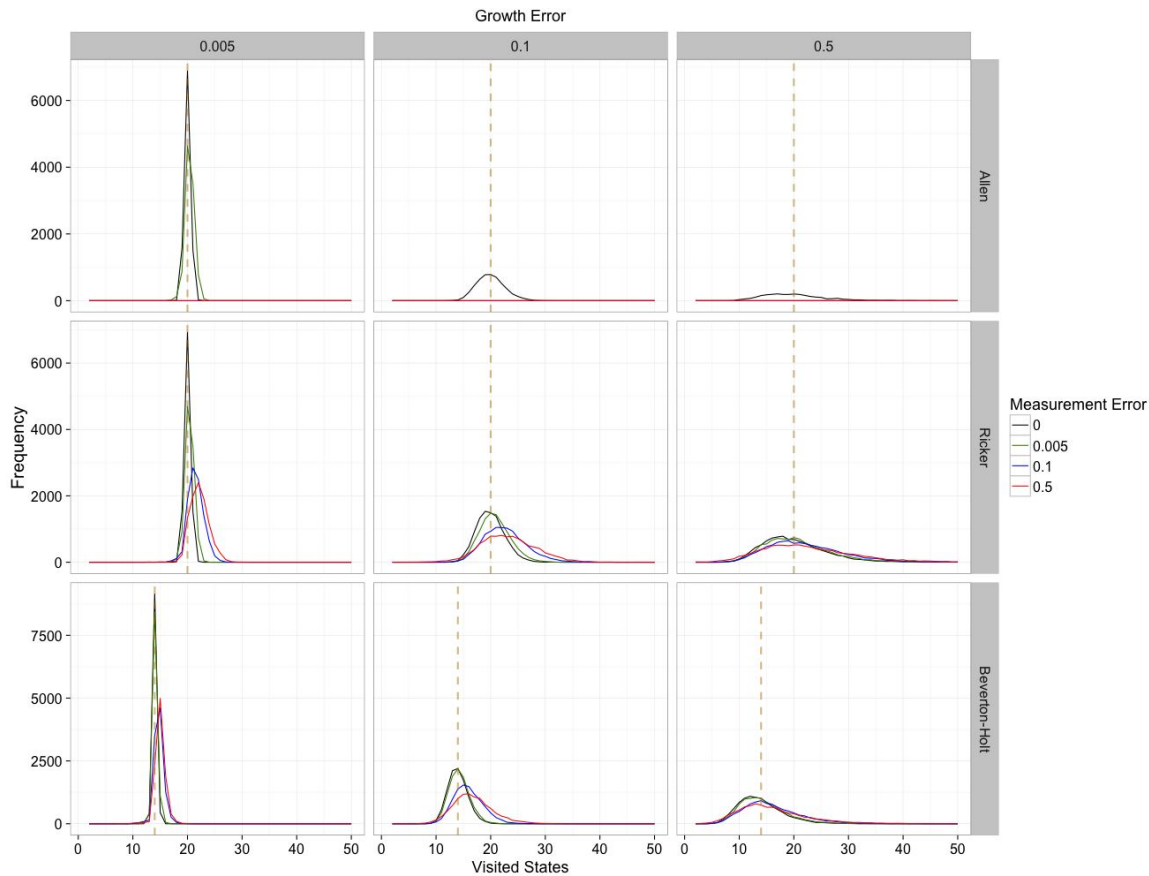 Growth Error
0.005 0.1 0.5
6000
4000
2000
0
Allen
6000
4000
2000
0
Ricker
7500
5000
2500
0
Beverton-Holt
Frequency
0 10 20 30 40 50 0 10 20 30 40 50 0 10 20 30 40 50
Visited States
Measurement Error
0
0.005
0.1
0.5